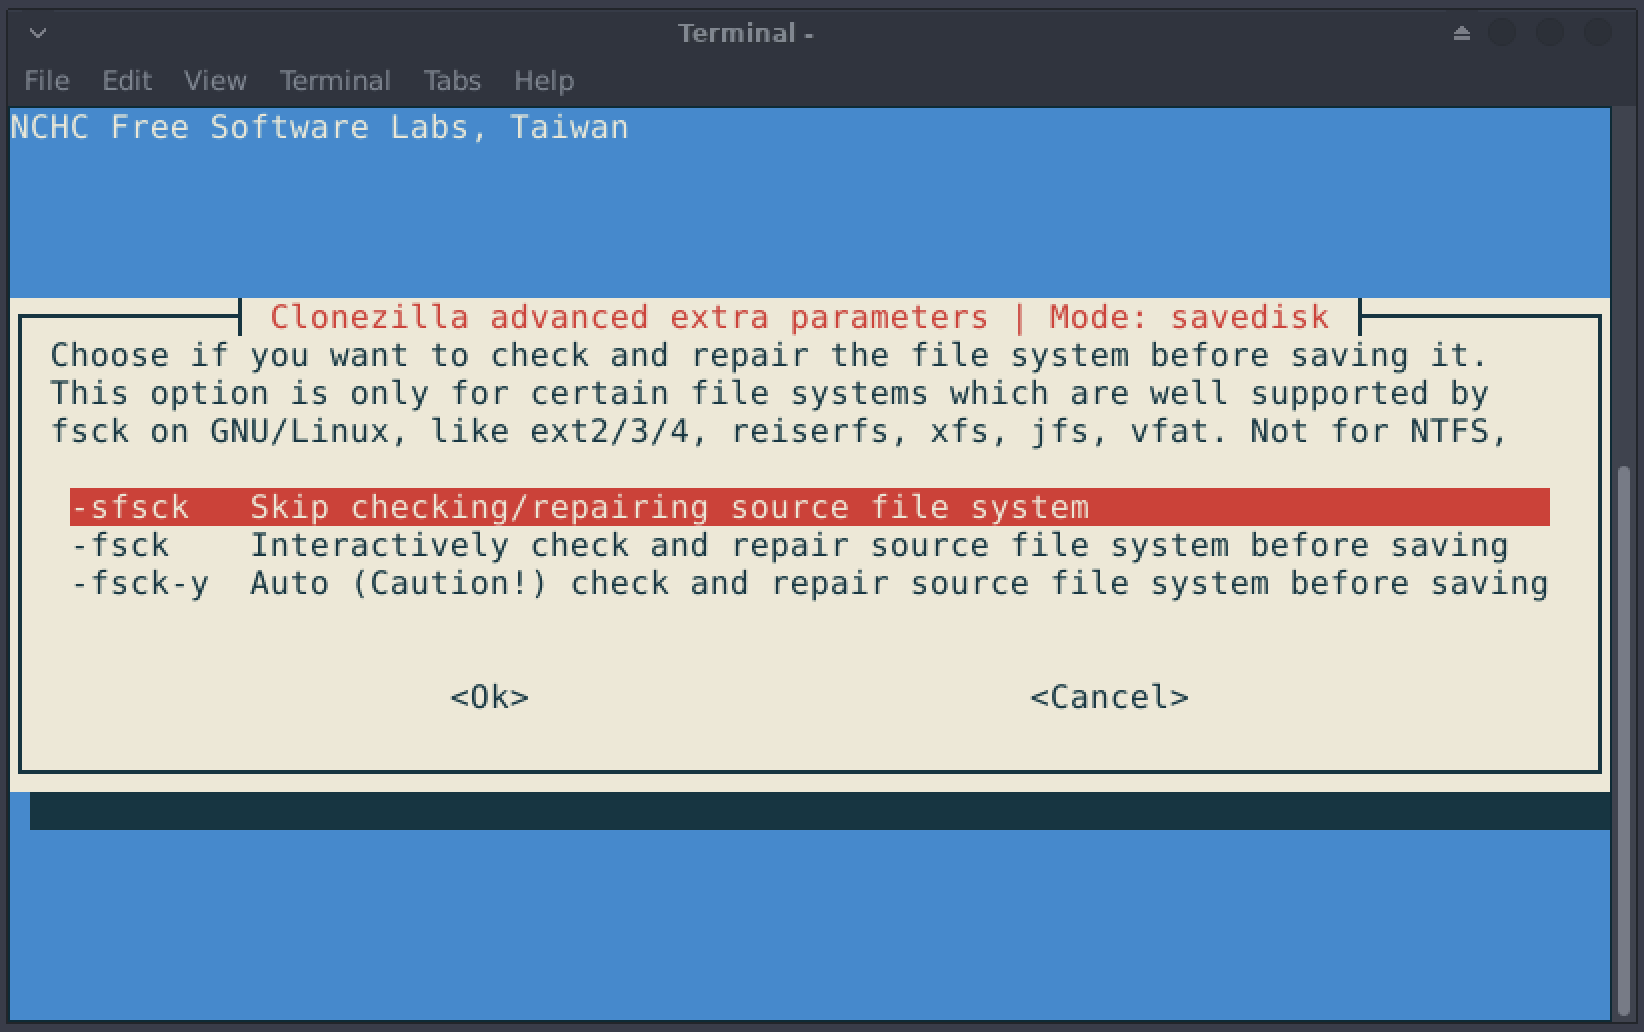 Terminal -
File Edit View Terminal Tabs Help
NCHC Free Software Labs, Taiwan
Clonezilla advanced extra parameters | Mode: savedisk
Choose if you want to check and repair the file system before saving it.
This option is only for certain file systems which are well supported by
fsck on GNU/Linux, like ext2/3/4, reiserfs, xfs, jfs, vfat. Not for NTFS,
-sfsck Skip checking/repairing source file system
-fsck Interactively check and repair source file system before saving
-fsck-y Auto (Caution!) check and repair source file system before saving
<Ok> <Cancel>